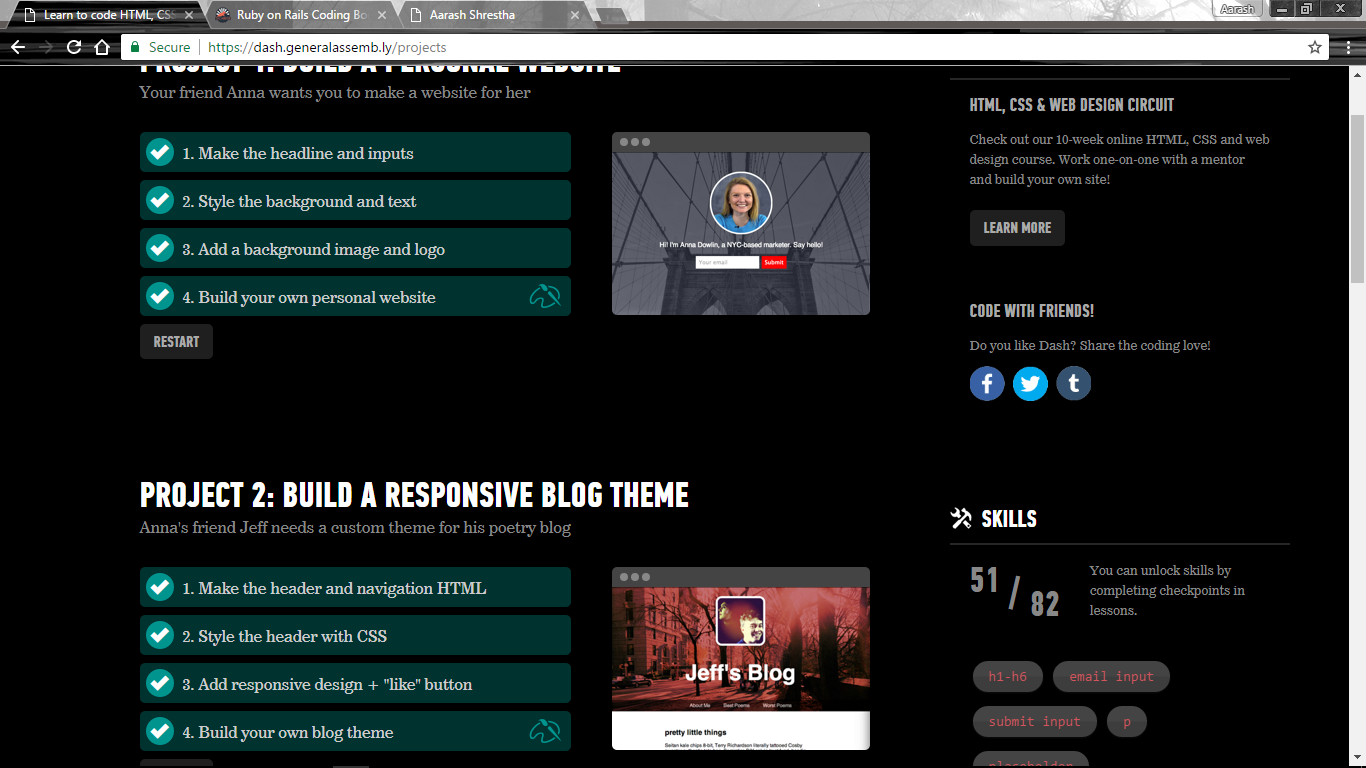 Learn to code HTML, CSS
Ruby on Rails Coding Bo
Aarash Shrestha
Aarash
Secure
https://dash.generalassemb.ly/projects
PROJECT 1: BUILD A PERSONAL WEBSITE
Your friend Anna wants you to make a website for her
1. Make the headline and inputs
2. Style the background and text
3. Add a background image and logo
4. Build your own personal website
RESTART
Hi! I'm Anna Dowlin, a NYC-based marketer. Say hello!
Your email
Submit
PROJECT 2: BUILD A RESPONSIVE BLOG THEME
Anna's friend Jeff needs a custom theme for his poetry blog
1. Make the header and navigation HTML
2. Style the header with CSS
3. Add responsive design + "like" button
4. Build your own blog theme
Jeff's Blog
About Me Best Poems Worst Poems
pretty little things
Seitan kale chips 8-bit, Terry Richardson literally tattooed Cosby
HTML, CSS & WEB DESIGN CIRCUIT
Check out our 10-week online HTML, CSS and web
design course. Work one-on-one with a mentor
and build your own site!
LEARN MORE
CODE WITH FRIENDS!
Do you like Dash? Share the coding love!
SKILLS
51 / 82
You can unlock skills by
completing checkpoints in
lessons.
h1-h6
email input
submit input
p
placeholder